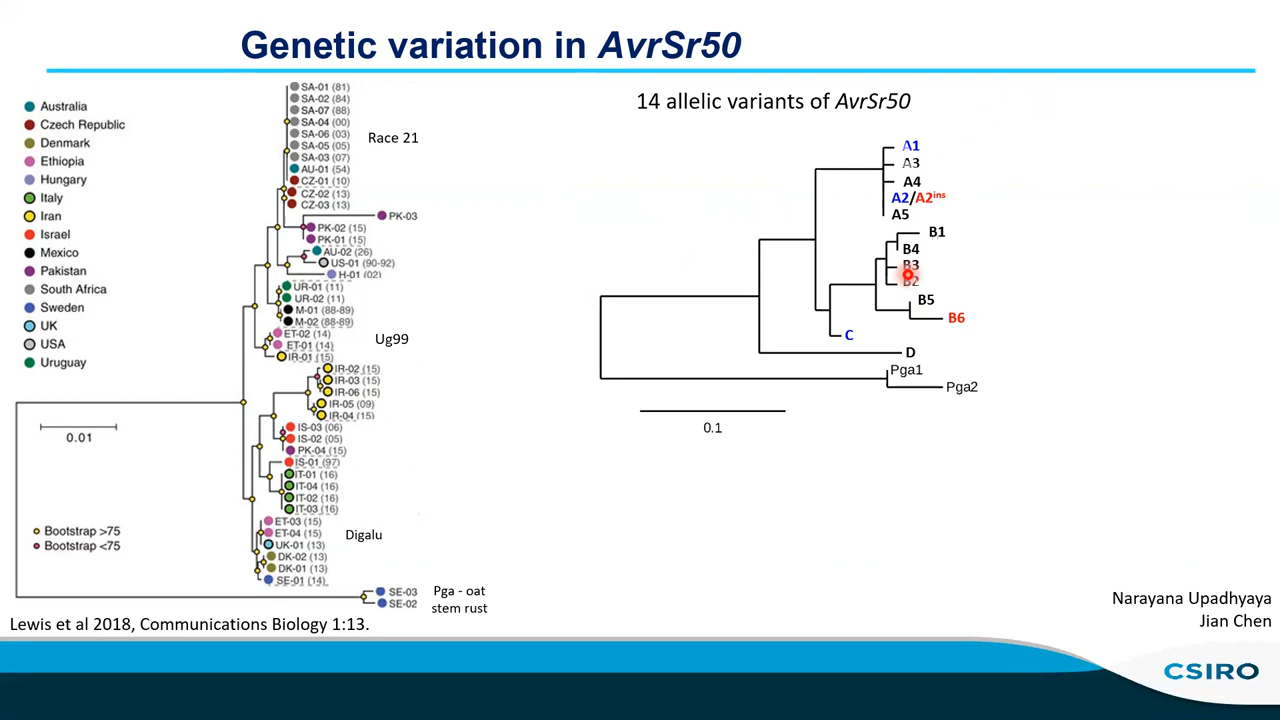 Genetic variation in AvrSr50
Australia
Czech Republic
Denmark
Ethiopia
Hungary
Italy
Iran
Israel
Mexico
Pakistan
South Africa
Sweden
UK
USA
Uruguay
0.01
Bootstrap >75
Bootstrap <75
SA-01 (81)
SA-02 (84)
SA-07 (88)
SA-04 (00)
SA-06 (03)
SA-05 (05)
SA-03 (07)
AU-01 (54)
CZ-01 (10)
CZ-02 (13)
CZ-03 (13)
PK-03
PK-02 (15)
PK-01 (15)
AU-02 (26)
US-01 (90-92)
H-01 (02)
UR-01 (11)
UR-02 (11)
M-01 (88-89)
M-02 (88-89)
ET-02 (14)
ET-01 (14)
IR-01 (15)
IR-02 (15)
IR-03 (15)
IR-06 (15)
IR-05 (09)
IR-04 (15)
IS-03 (06)
IS-02 (05)
PK-04 (15)
IS-01 (97)
IT-01 (16)
IT-04 (16)
IT-02 (16)
IT-03 (16)
ET-03 (15)
ET-04 (15)
UK-01 (13)
DK-02 (13)
DK-01 (13)
SE-01 (14)
SE-03
SE-02
Race 21
Ug99
Digalu
Pga - oat
stem rust
Lewis et al 2018, Communications Biology 1:13.
14 allelic variants of AvrSr50
A1
A3
A4
A2/A2ins
A5
B1
B4
B3
B2
B5
B6
C
D
Pga1
Pga2
0.1
Narayana Upadhyaya
Jian Chen
CSIRO